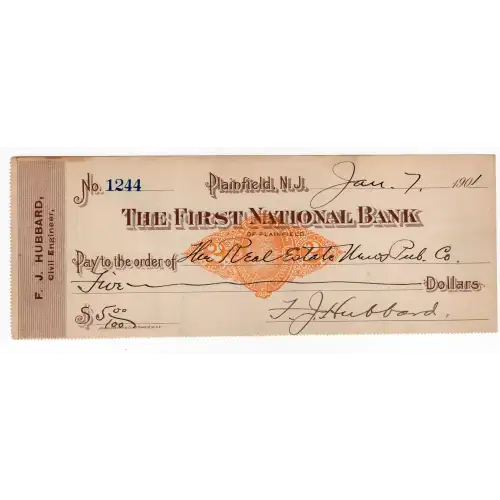 F. J. HUBBARD,
Civil Engineer,
No. 1244 Plainfield, N.J. Jan. 7, 1901
THE FIRST NATIONAL BANK
OF PLAINFIELD.
Pay to the order of The Real Estate News Pub. Co.
Five Dollars
$ 5.00/100. F. J. Hubbard.